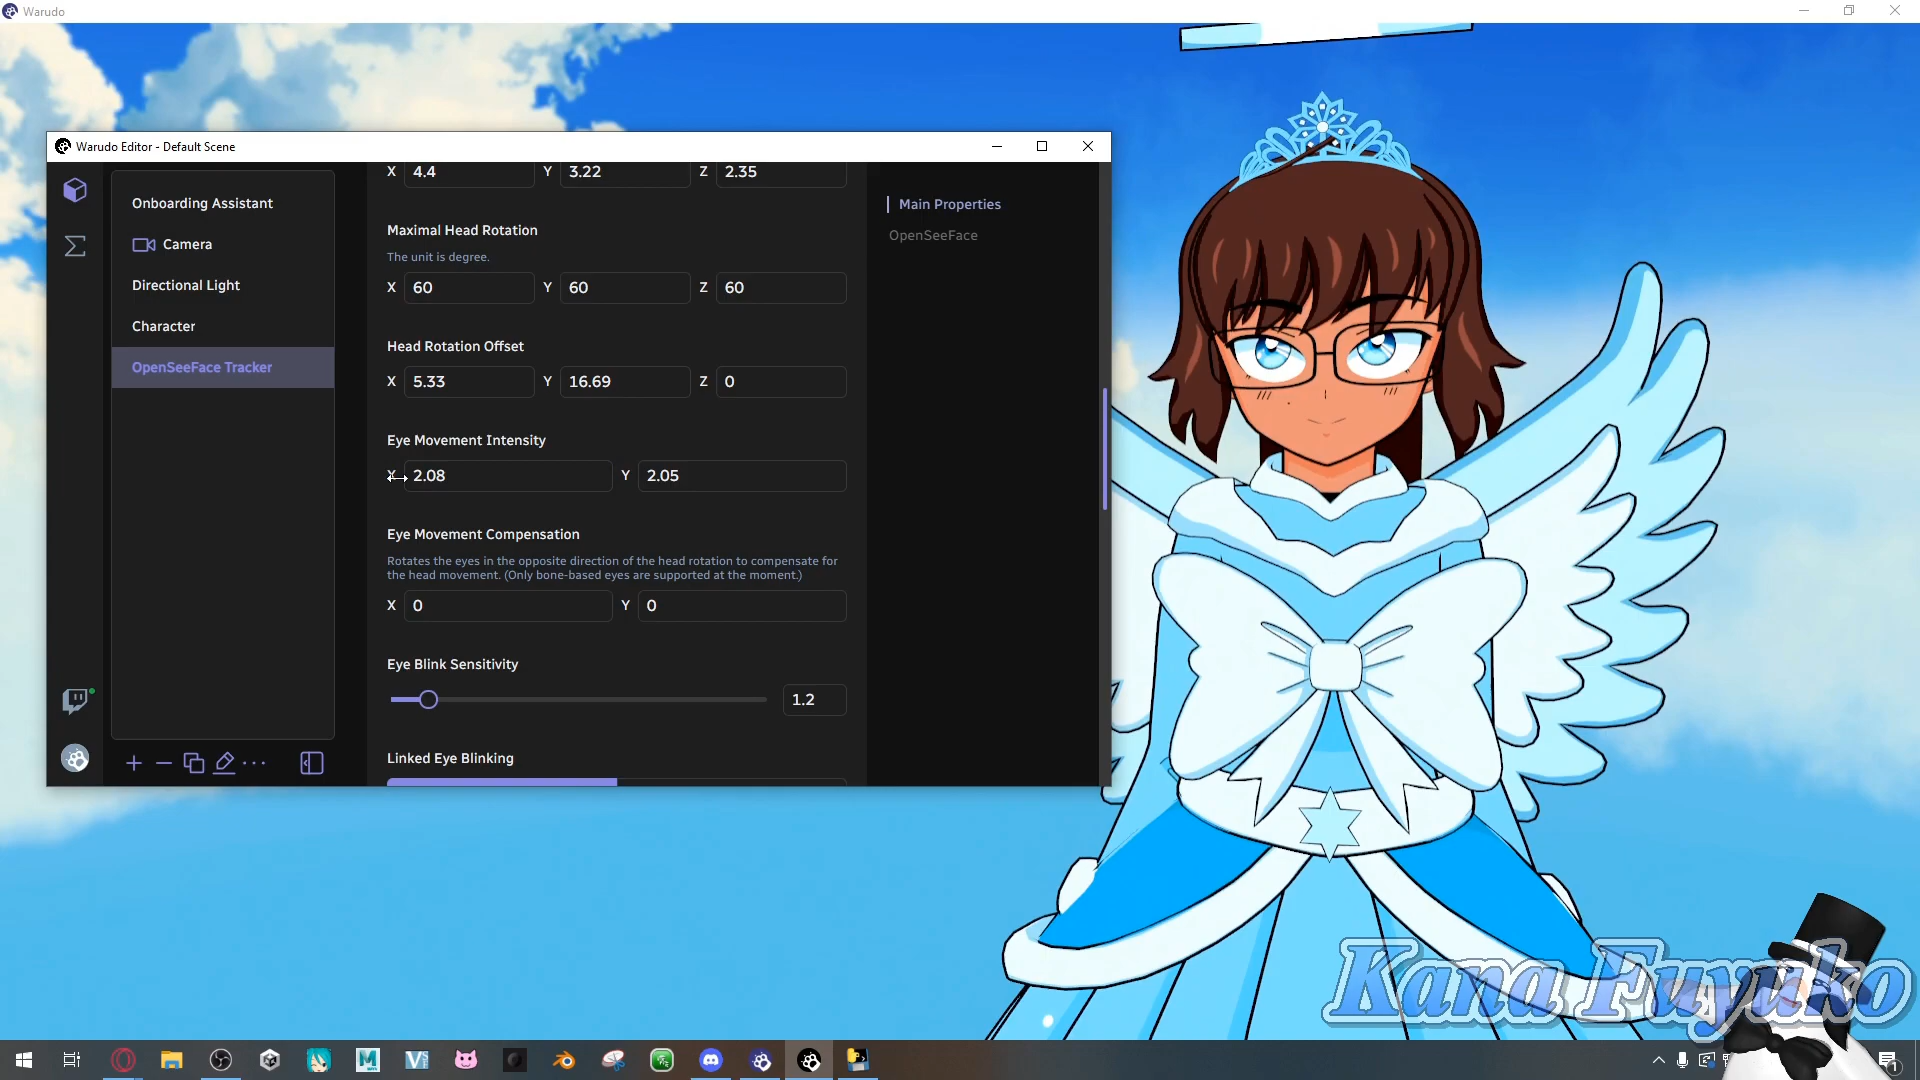 Warudo
Warudo Editor - Default Scene
Onboarding Assistant
Camera
Directional Light
Character
OpenSeeFace Tracker
X 4.4 Y 3.22 Z 2.35
Maximal Head Rotation
The unit is degree.
X 60 Y 60 Z 60
Head Rotation Offset
X 5.33 Y 16.69 Z 0
Eye Movement Intensity
X 2.08 Y 2.05
Eye Movement Compensation
Rotates the eyes in the opposite direction of the head rotation to compensate for
the head movement. (Only bone-based eyes are supported at the moment.)
X 0 Y 0
Eye Blink Sensitivity
1.2
Linked Eye Blinking
Main Properties
OpenSeeFace
Kana Fuyuko
M
1